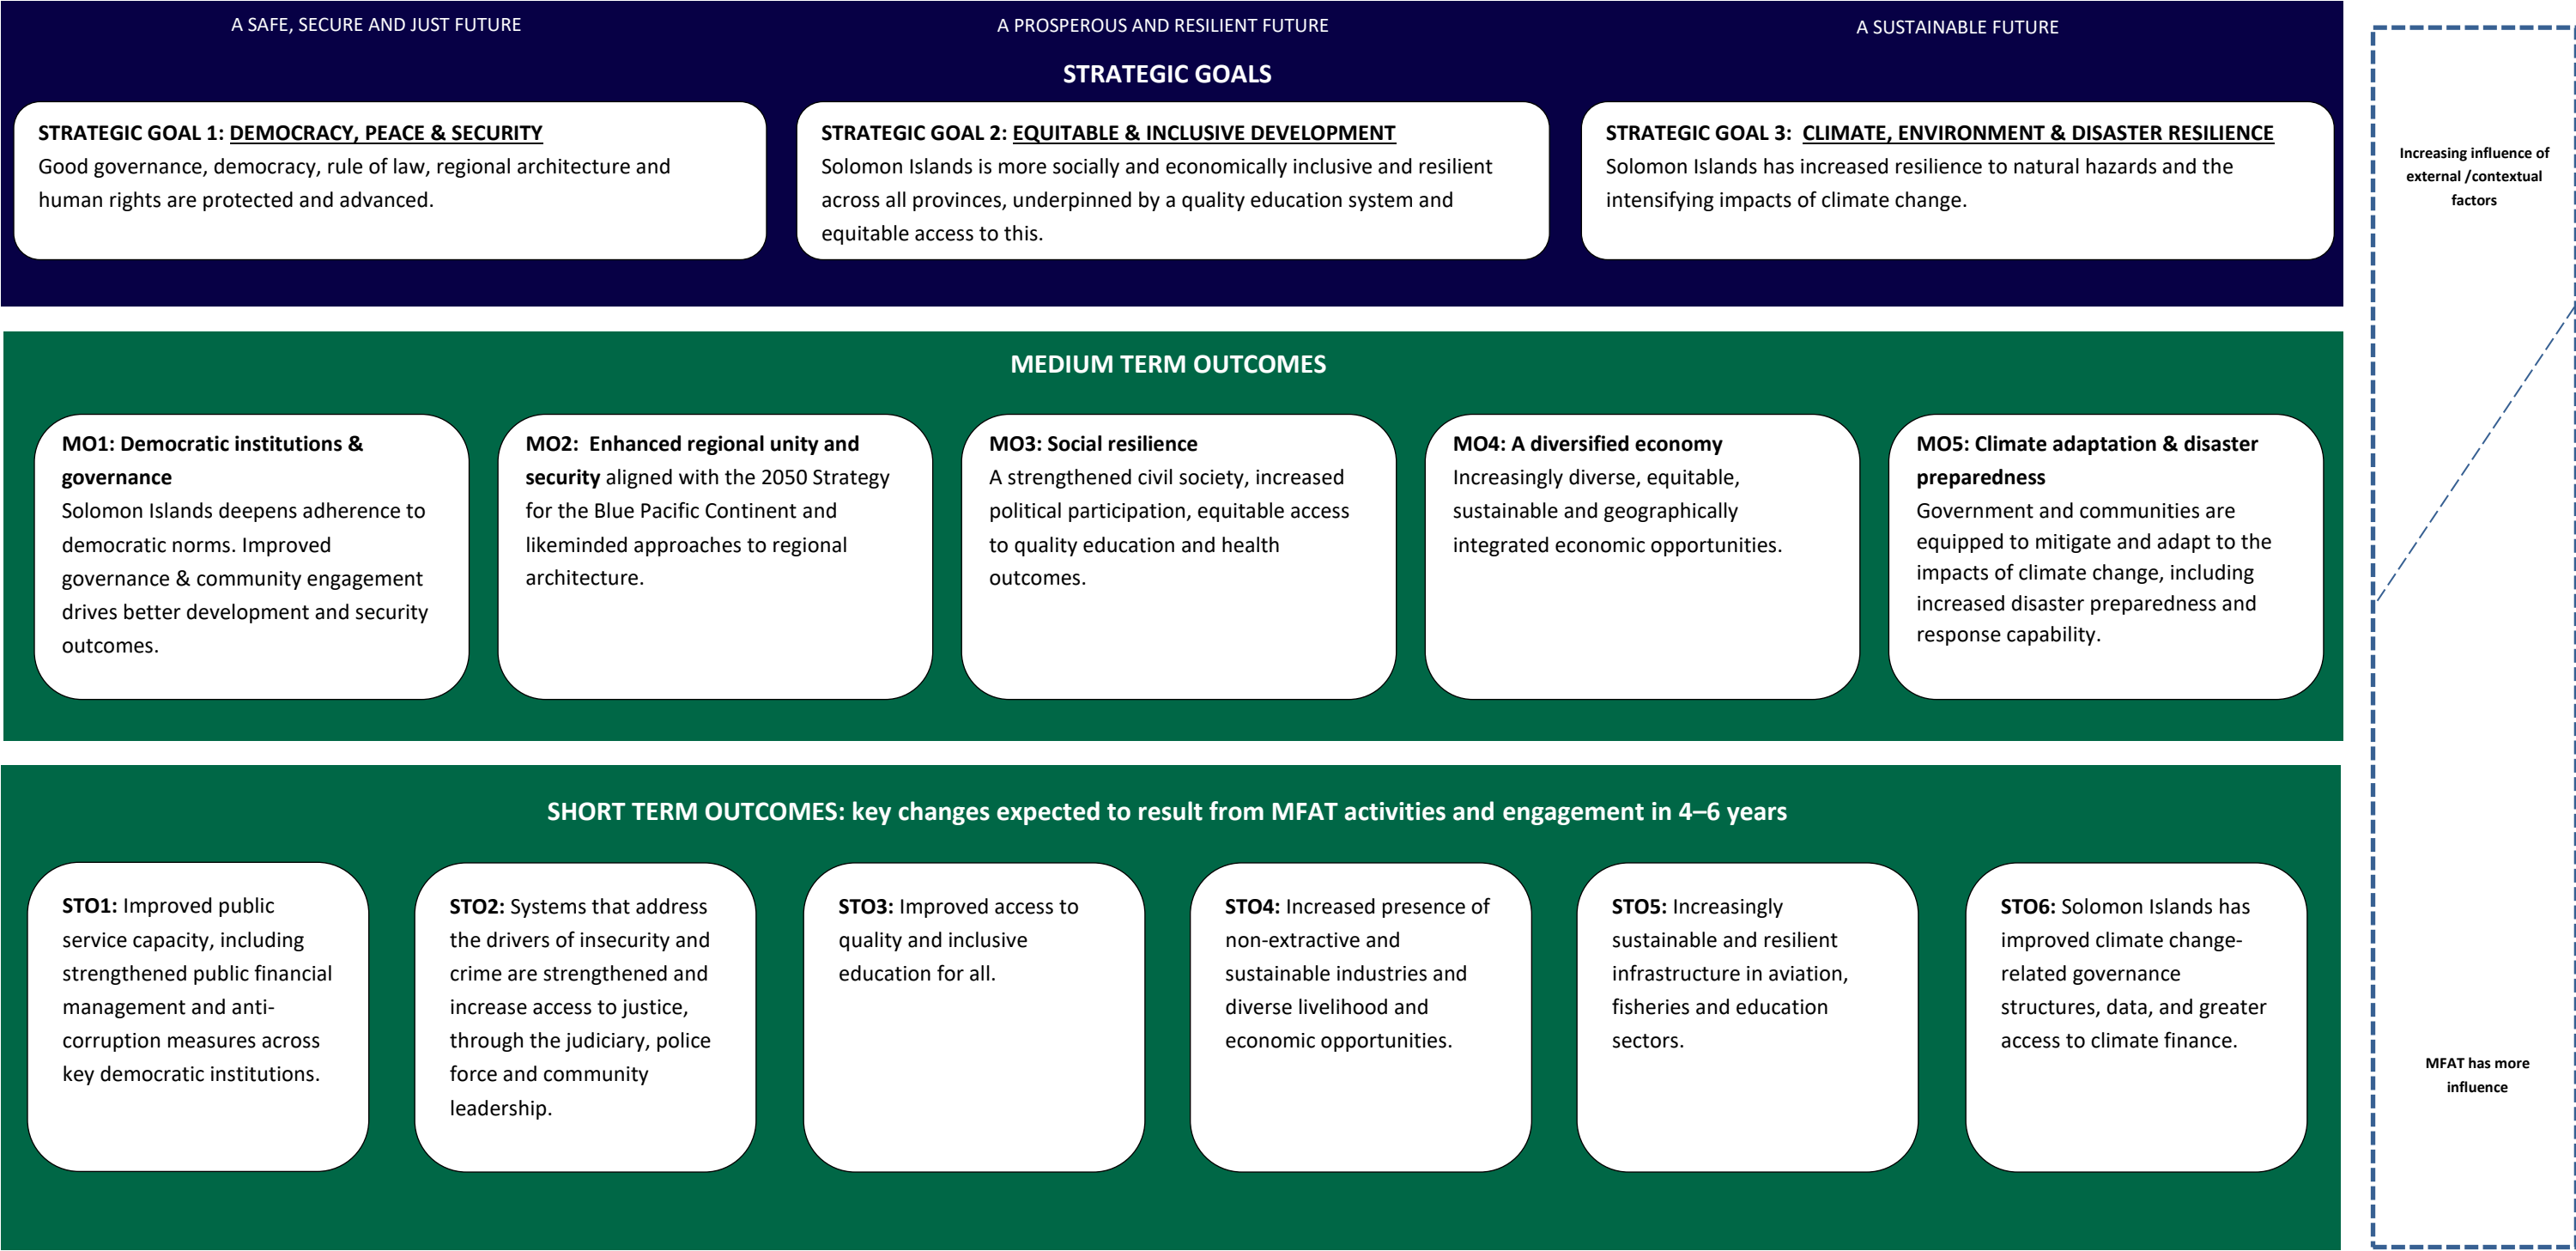 A SAFE, SECURE AND JUST FUTURE
A PROSPEROUS AND RESILIENT FUTURE
A SUSTAINABLE FUTURE
STRATEGIC GOALS
STRATEGIC GOAL 1: DEMOCRACY, PEACE & SECURITY
Good governance, democracy, rule of law, regional architecture and
human rights are protected and advanced.
STRATEGIC GOAL 2: EQUITABLE & INCLUSIVE DEVELOPMENT
Solomon Islands is more socially and economically inclusive and resilient
across all provinces, underpinned by a quality education system and
equitable access to this.
STRATEGIC GOAL 3: CLIMATE, ENVIRONMENT & DISASTER RESILIENCE
Solomon Islands has increased resilience to natural hazards and the
intensifying impacts of climate change.
Increasing influence of
external /contextual
factors
MEDIUM TERM OUTCOMES
MO1: Democratic institutions &
governance
Solomon Islands deepens adherence to
democratic norms. Improved
governance & community engagement
drives better development and security
outcomes.
MO2: Enhanced regional unity and
security aligned with the 2050 Strategy
for the Blue Pacific Continent and
likeminded approaches to regional
architecture.
MO3: Social resilience
A strengthened civil society, increased
political participation, equitable access
to quality education and health
outcomes.
MO4: A diversified economy
Increasingly diverse, equitable,
sustainable and geographically
integrated economic opportunities.
MO5: Climate adaptation & disaster
preparedness
Government and communities are
equipped to mitigate and adapt to the
impacts of climate change, including
increased disaster preparedness and
response capability.
SHORT TERM OUTCOMES: key changes expected to result from MFAT activities and engagement in 4–6 years
STO1: Improved public
service capacity, including
strengthened public financial
management and anti-
corruption measures across
key democratic institutions.
STO2: Systems that address
the drivers of insecurity and
crime are strengthened and
increase access to justice,
through the judiciary, police
force and community
leadership.
STO3: Improved access to
quality and inclusive
education for all.
STO4: Increased presence of
non-extractive and
sustainable industries and
diverse livelihood and
economic opportunities.
STO5: Increasingly
sustainable and resilient
infrastructure in aviation,
fisheries and education
sectors.
STO6: Solomon Islands has
improved climate change-
related governance
structures, data, and greater
access to climate finance.
MFAT has more
influence